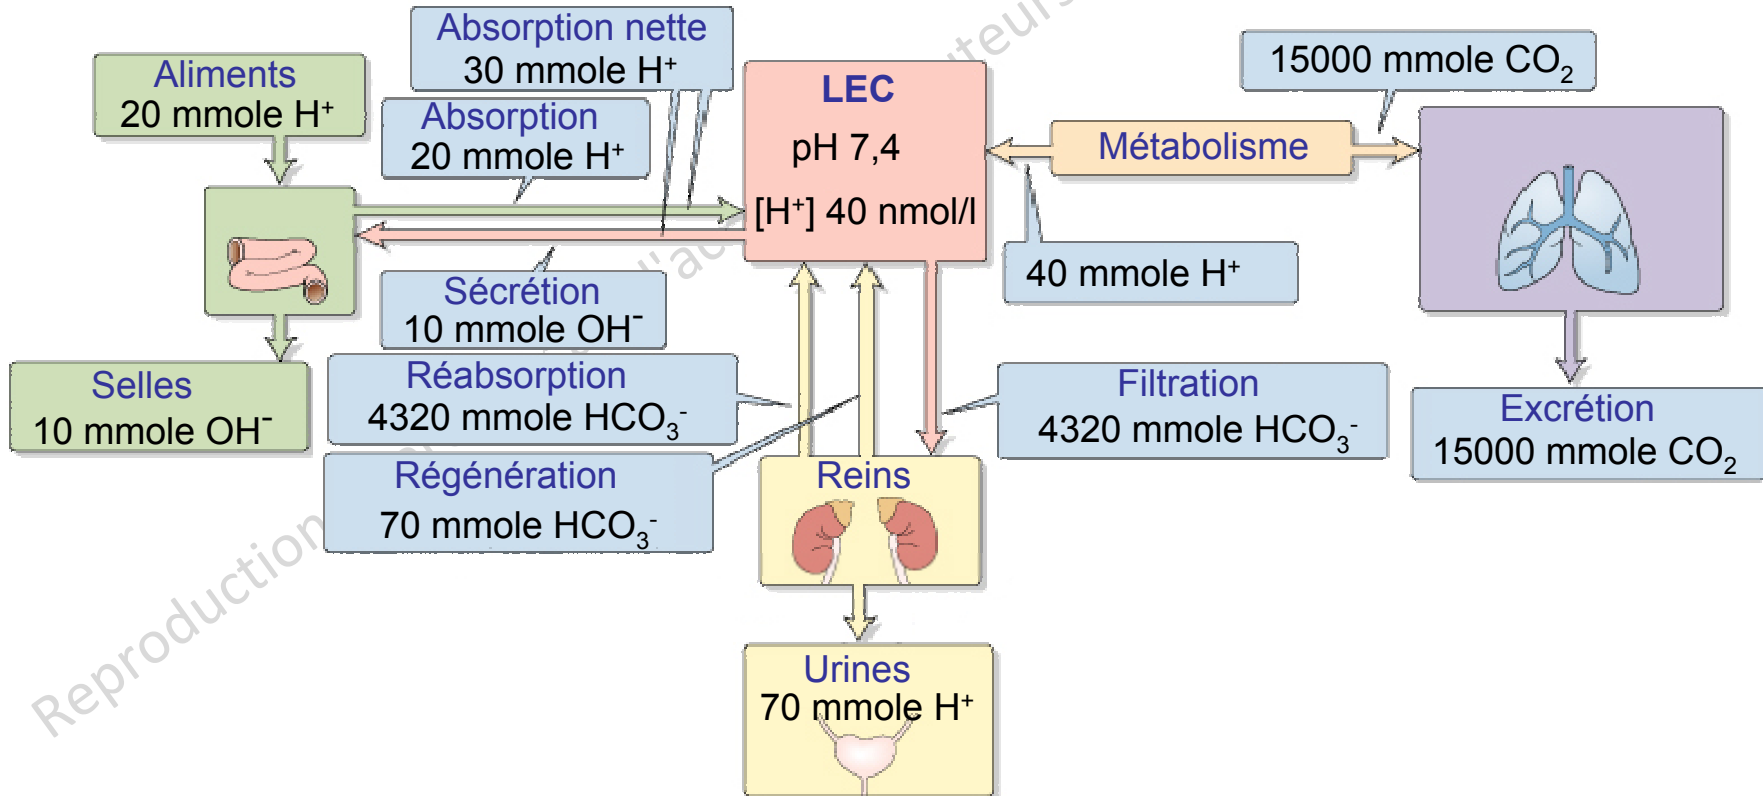 Absorption nette
30 mmole H⁺
Aliments
20 mmole H⁺
Absorption
20 mmole H⁺
LEC
pH 7,4
[H⁺] 40 nmol/l
15000 mmole CO₂
Métabolisme
40 mmole H⁺
Sécrétion
10 mmole OH⁻
Selles
10 mmole OH⁻
Réabsorption
4320 mmole HCO₃⁻
Régénération
70 mmole HCO₃⁻
Filtration
4320 mmole HCO₃⁻
Excrétion
15000 mmole CO₂
Reins
Urines
70 mmole H⁺
Reproduction